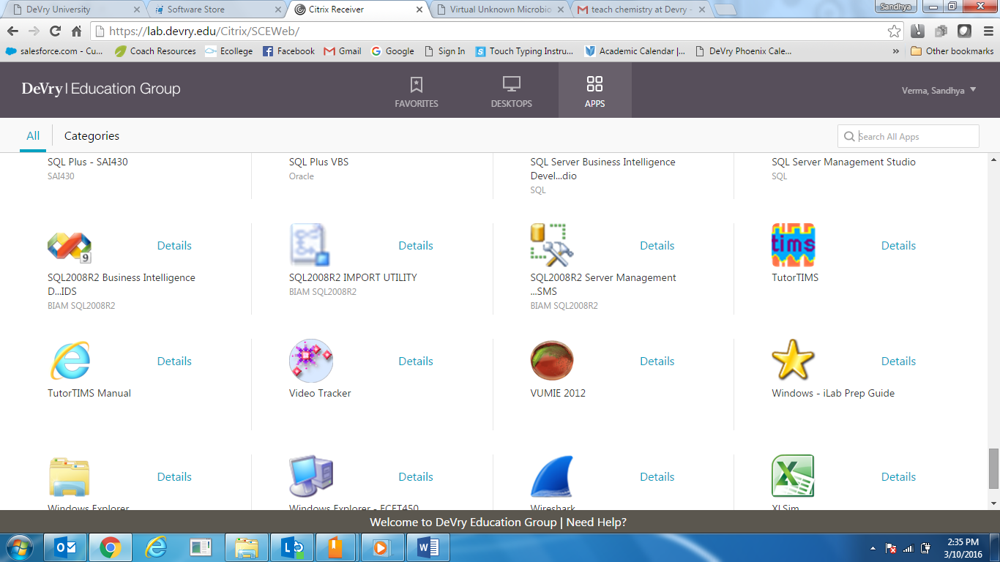 DeVry University
Software Store
Citrix Receiver
Virtual Unknown Microbio
teach chemistry at Devry -
Sandhya
https://lab.devry.edu/Citrix/SCEWeb/
salesforce.com - Cu...
Coach Resources
Ecollege
Facebook
Gmail
Google
Sign In
Touch Typing Instru...
Academic Calendar |...
DeVry Phoenix Cale...
»
Other bookmarks
DeVry | Education Group
FAVORITES
DESKTOPS
APPS
Verma, Sandhya
All
Categories
Search All Apps
SQL Plus - SAI430
SAI430
SQL Plus VBS
Oracle
SQL Server Business Intelligence
Devel...dio
SQL
SQL Server Management Studio
SQL
9
Details
SQL2008R2 Business Intelligence
D...IDS
BIAM SQL2008R2
Details
SQL2008R2 IMPORT UTILITY
BIAM SQL2008R2
Details
SQL2008R2 Server Management
...SMS
BIAM SQL2008R2
tims
Details
TutorTIMS
Details
TutorTIMS Manual
Details
Video Tracker
Details
VUMIE 2012
Details
Windows - iLab Prep Guide
Details
Windows Explorer
Details
Windows Explorer - ECET450
Details
Wireshark
Details
XLSim
Welcome to DeVry Education Group | Need Help?
2:35 PM
3/10/2016